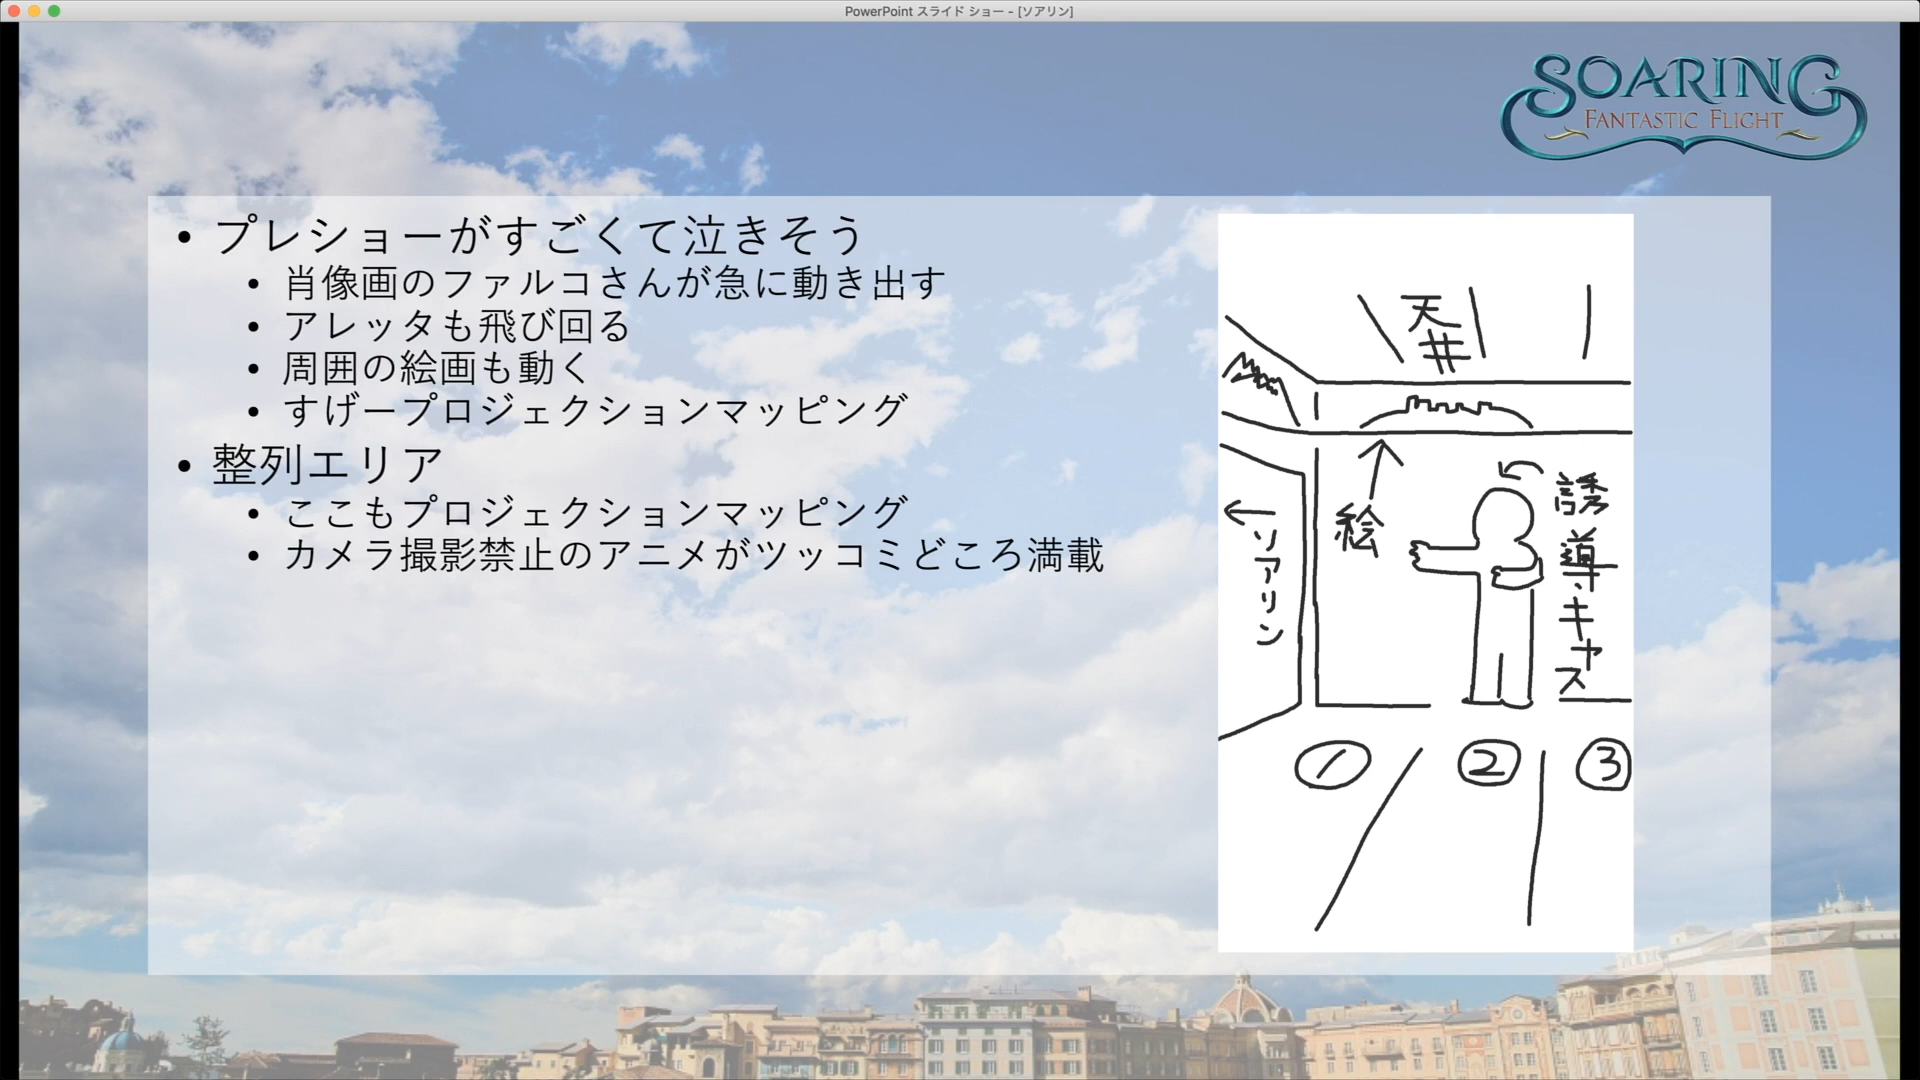 PowerPoint スライド ショー - [ソアリン]
SOARING
FANTASTIC FLIGHT
• プレショーがすごくて泣きそう
• 肖像画のファルコさんが急に動き出す
• アレッタも飛び回る
• 周囲の絵画も動く
• すげープロジェクションマッピング
• 整列エリア
• ここもプロジェクションマッピング
• カメラ撮影禁止のアニメがツッコミどころ満載
天井
絵
←ソアリン
誘導キャスト
① ② ③